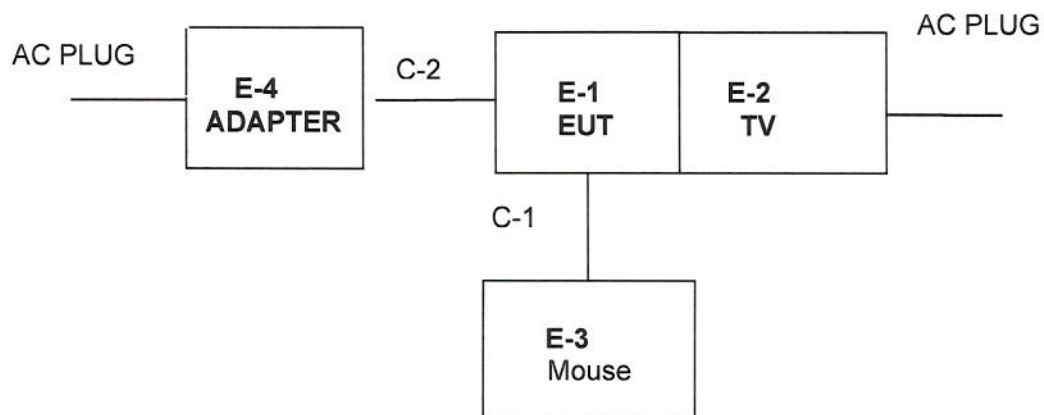 AC PLUG
AC PLUG
C-2
E-4
ADAPTER
E-1
EUT
E-2
TV
C-1
E-3
Mouse